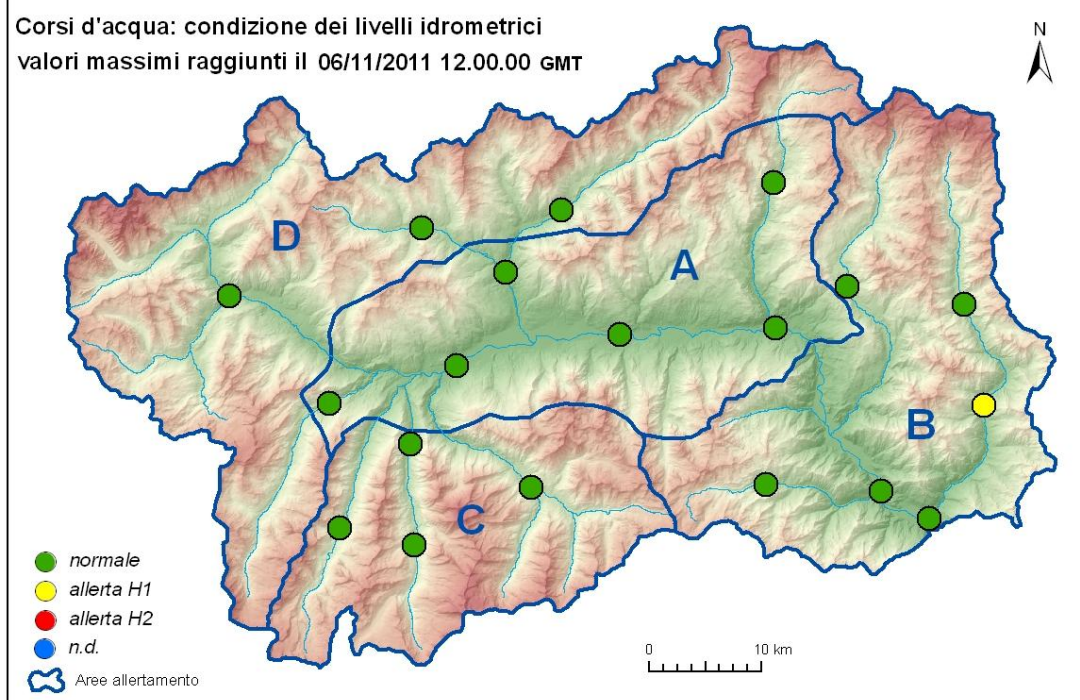 Corsi d'acqua: condizione dei livelli idrometrici
valori massimi raggiunti il 06/11/2011 12.00.00 GMT
N
D
A
B
C
normale
allerta H1
allerta H2
n.d.
Aree allertamento
0 10 km